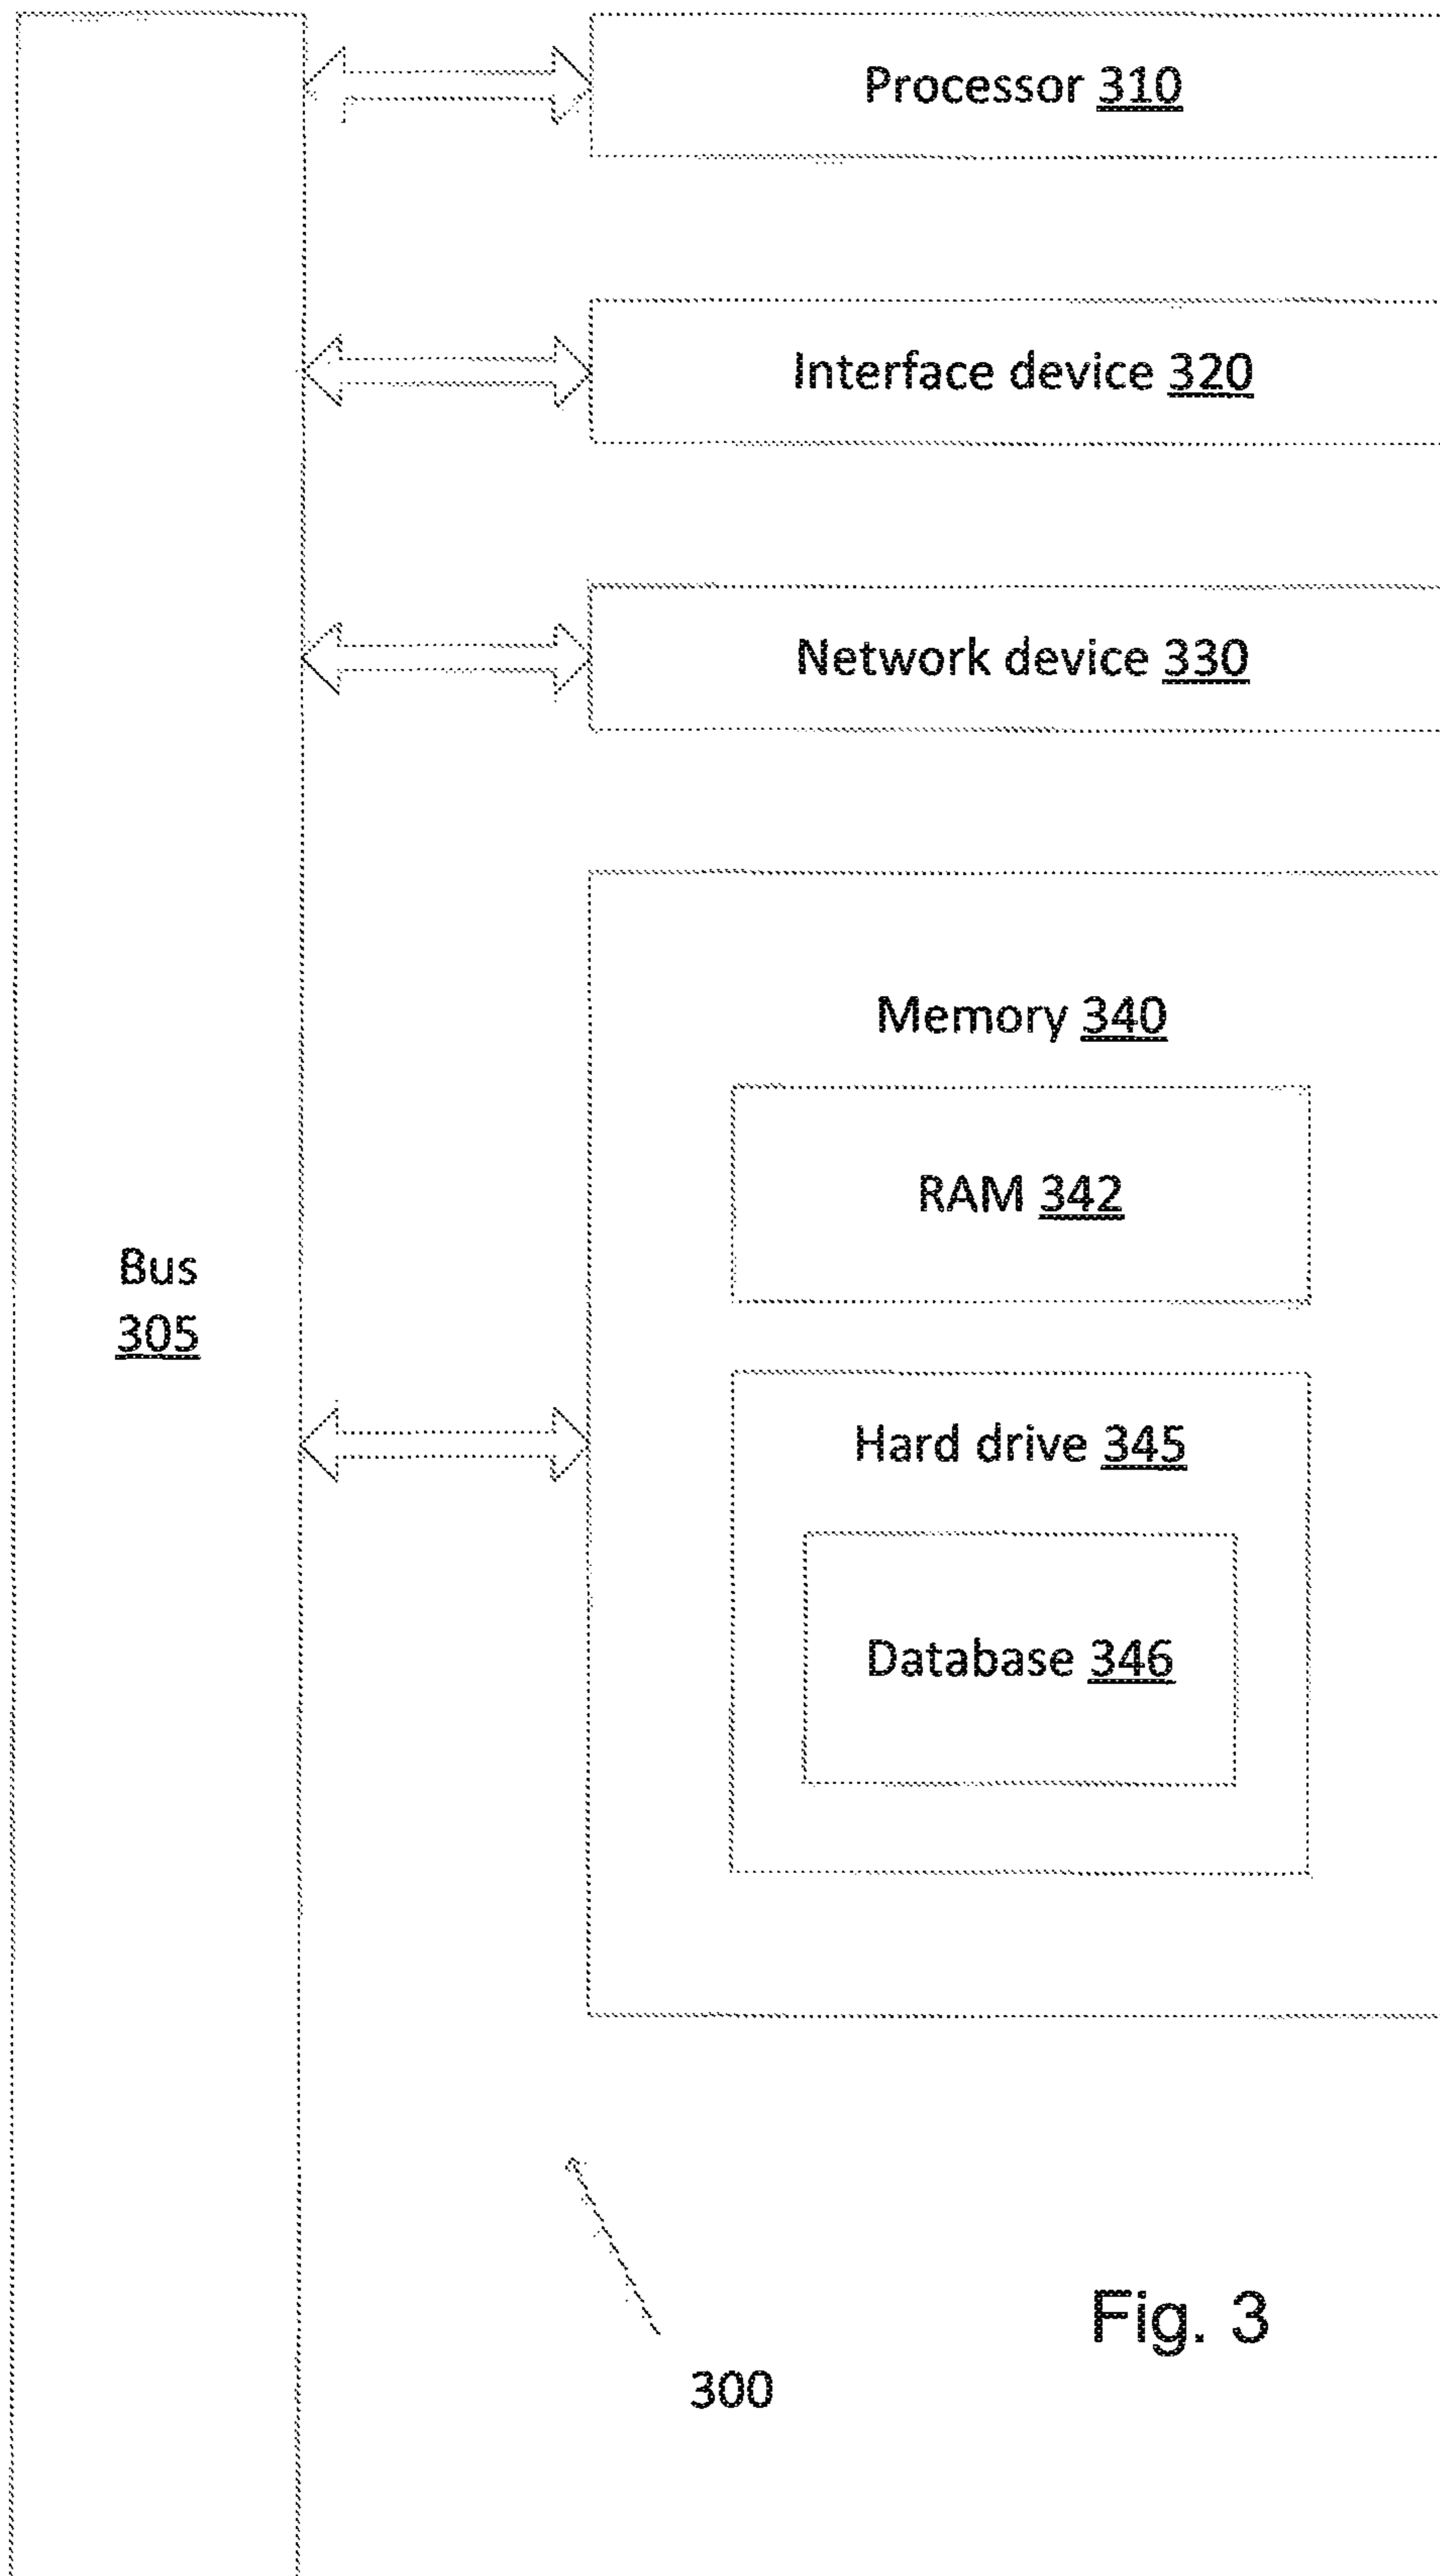 Processor 310
Interface device 320
Network device 330
Memory 340
RAM 342
Bus
305
Hard drive 345
Database 346
Fig. 3
300